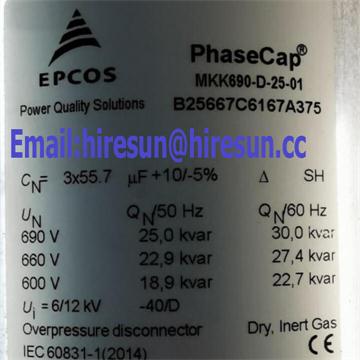 EPCOS
PhaseCap®
MKK690-D-25-01
Power Quality Solutions
B25667C6167A375
Email:hiresun@hiresun.cc
CN= 3x55.7 µF +10/-5% Δ SH
UN QN/50 Hz QN/60 Hz
690 V 25,0 kvar 30,0 kvar
660 V 22,9 kvar 27,4 kvar
600 V 18,9 kvar 22,7 kvar
Ui = 6/12 kV -40/D
Overpressure disconnector Dry, Inert Gas
IEC 60831-1(2014) CE